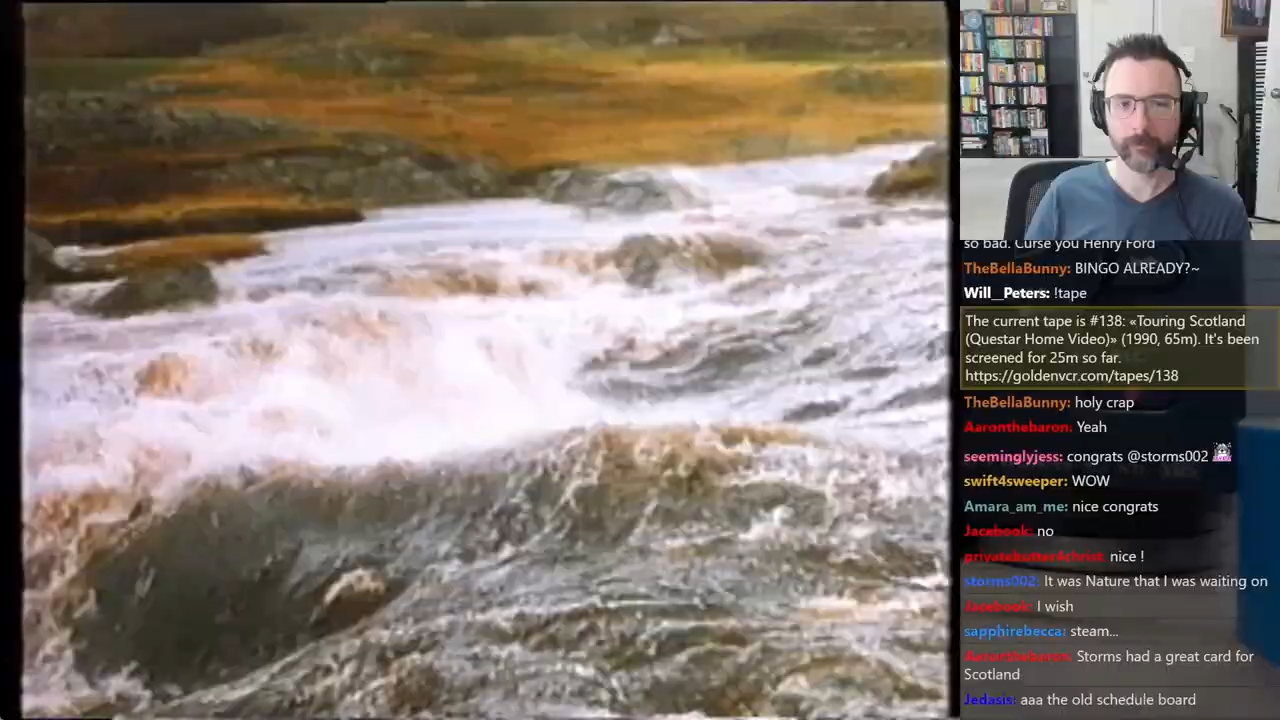 so bad. Curse you Henry Ford
TheBellaBunny: BINGO ALREADY?~
Will__Peters: !tape
The current tape is #138: «Touring Scotland
(Questar Home Video)» (1990, 65m). It's been
screened for 25m so far.
https://goldenvcr.com/tapes/138
TheBellaBunny: holy crap
Aaronthebaron: Yeah
seeminglyjess: congrats @storms002
swift4sweeper: WOW
Amara_am_me: nice congrats
Jacebook: no
privatebutter4christ: nice !
storms002: It was Nature that I was waiting on
Jacebook: I wish
sapphirebecca: steam...
Aaronthebaron: Storms had a great card for
Scotland
Jedasis: aaa the old schedule board